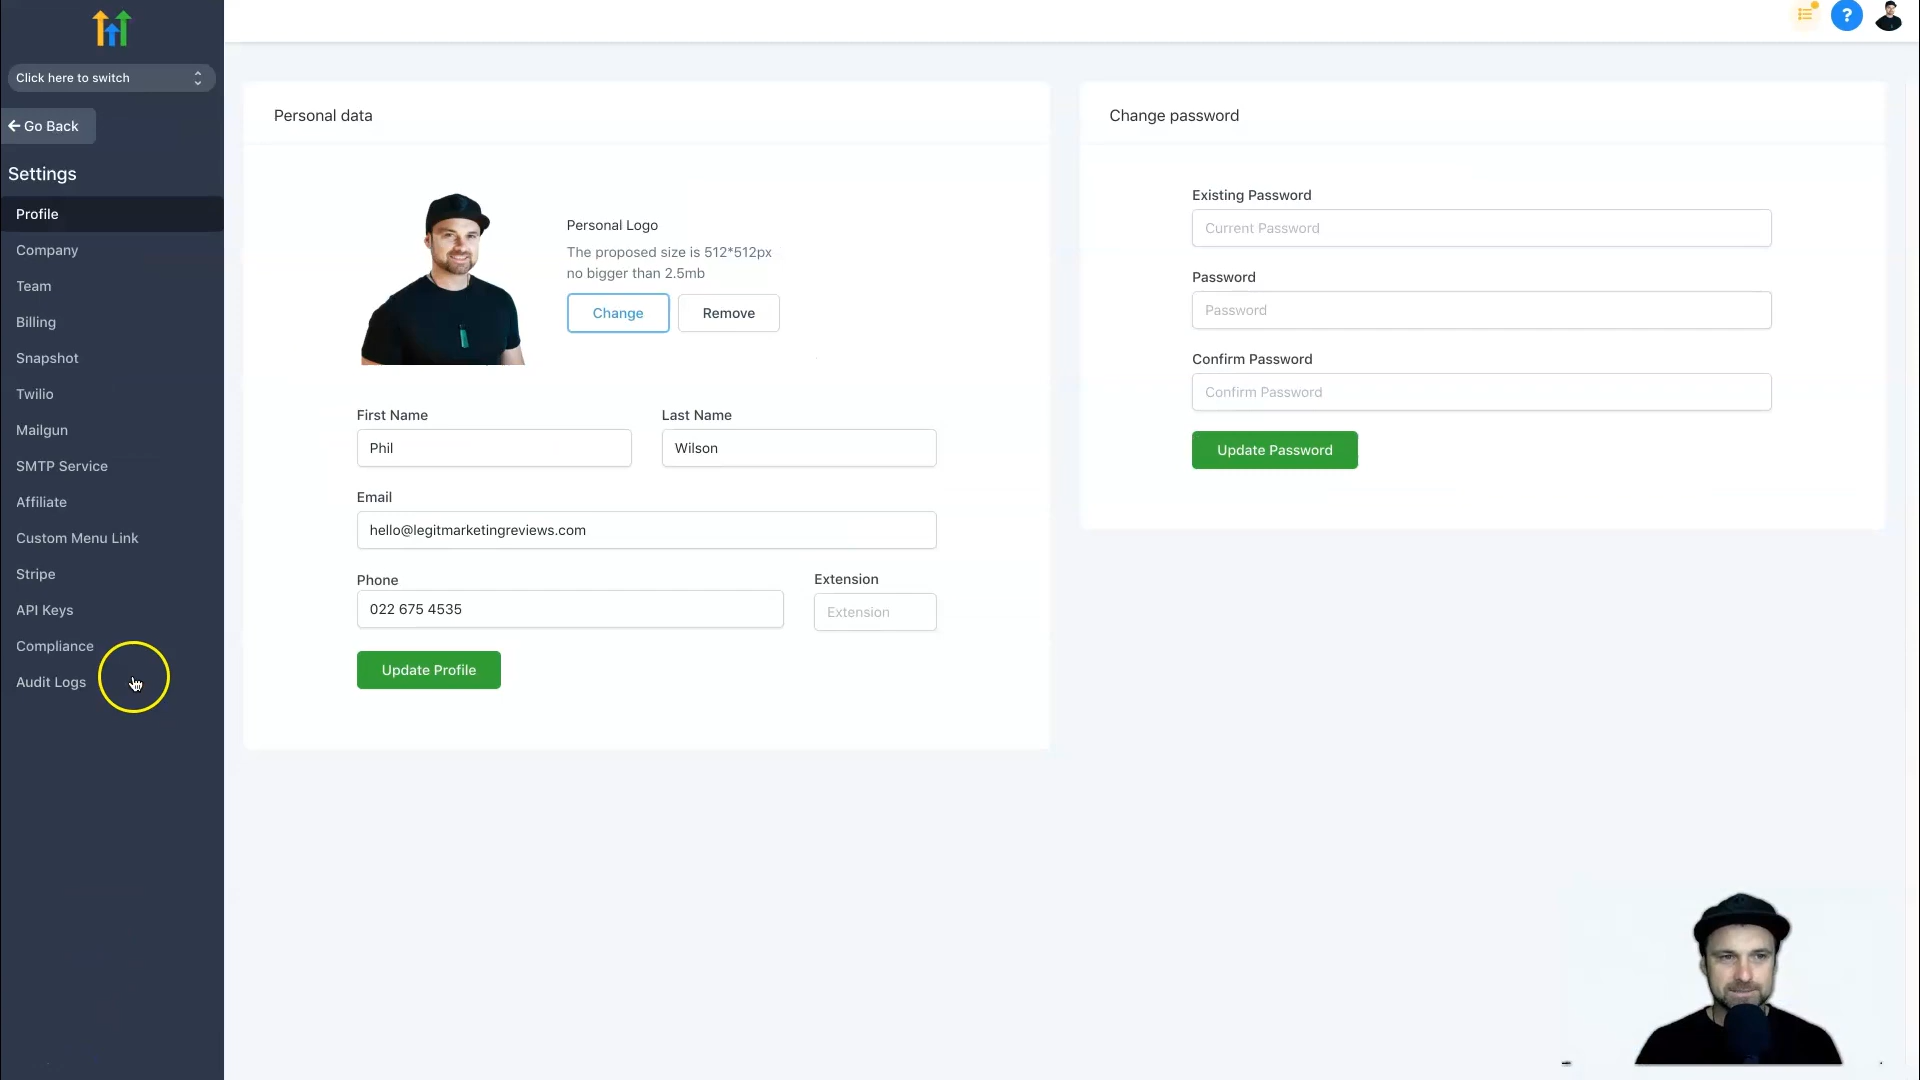 Click here to switch
Go Back
Settings
Profile
Company
Team
Billing
Snapshot
Twilio
Mailgun
SMTP Service
Affiliate
Custom Menu Link
Stripe
API Keys
Compliance
Audit Logs
?
Personal data
Personal Logo
The proposed size is 512*512px
no bigger than 2.5mb
Change Remove
First Name Last Name
Phil Wilson
Email
hello@legitmarketingreviews.com
Phone Extension
022 675 4535 Extension
Update Profile
Change password
Existing Password
Current Password
Password
Password
Confirm Password
Confirm Password
Update Password